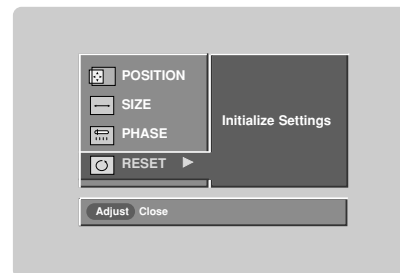 POSITION
SIZE
PHASE
RESET
Initialize Settings
Adjust Close